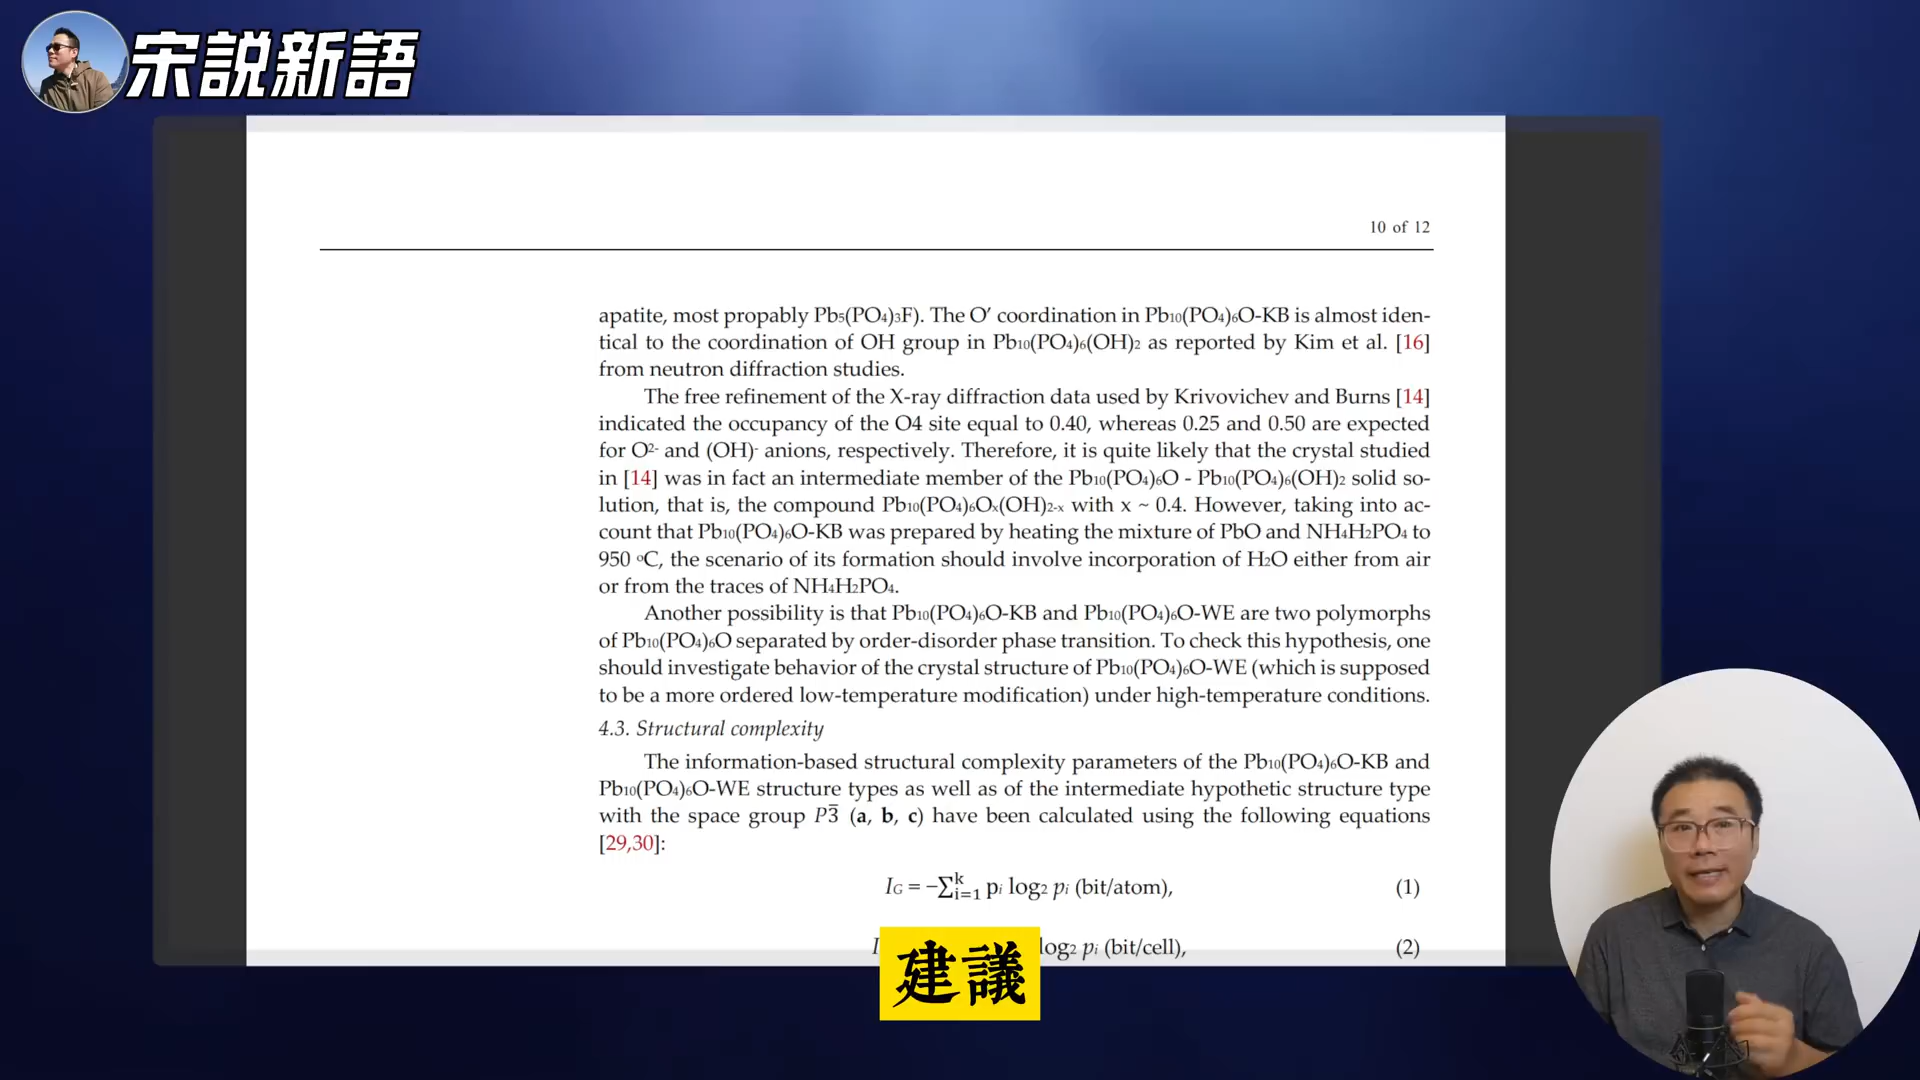 宋説新語
10 of 12
apatite, most propably Pb5(PO4)3F). The O′ coordination in Pb10(PO4)6O-KB is almost iden-
tical to the coordination of OH group in Pb10(PO4)6(OH)2 as reported by Kim et al. [16]
from neutron diffraction studies.
The free refinement of the X-ray diffraction data used by Krivovichev and Burns [14]
indicated the occupancy of the O4 site equal to 0.40, whereas 0.25 and 0.50 are expected
for O2- and (OH)- anions, respectively. Therefore, it is quite likely that the crystal studied
in [14] was in fact an intermediate member of the Pb10(PO4)6O - Pb10(PO4)6(OH)2 solid so-
lution, that is, the compound Pb10(PO4)6Ox(OH)2-x with x ~ 0.4. However, taking into ac-
count that Pb10(PO4)6O-KB was prepared by heating the mixture of PbO and NH4H2PO4 to
950 oC, the scenario of its formation should involve incorporation of H2O either from air
or from the traces of NH4H2PO4.
Another possibility is that Pb10(PO4)6O-KB and Pb10(PO4)6O-WE are two polymorphs
of Pb10(PO4)6O separated by order-disorder phase transition. To check this hypothesis, one
should investigate behavior of the crystal structure of Pb10(PO4)6O-WE (which is supposed
to be a more ordered low-temperature modification) under high-temperature conditions.
4.3. Structural complexity
The information-based structural complexity parameters of the Pb10(PO4)6O-KB and
Pb10(PO4)6O-WE structure types as well as of the intermediate hypothetic structure type
with the space group P3̅ (a, b, c) have been calculated using the following equations
[29,30]:
IG = −∑i=1k pi log2 pi (bit/atom), (1)
I log2 pi (bit/cell), (2)
建議